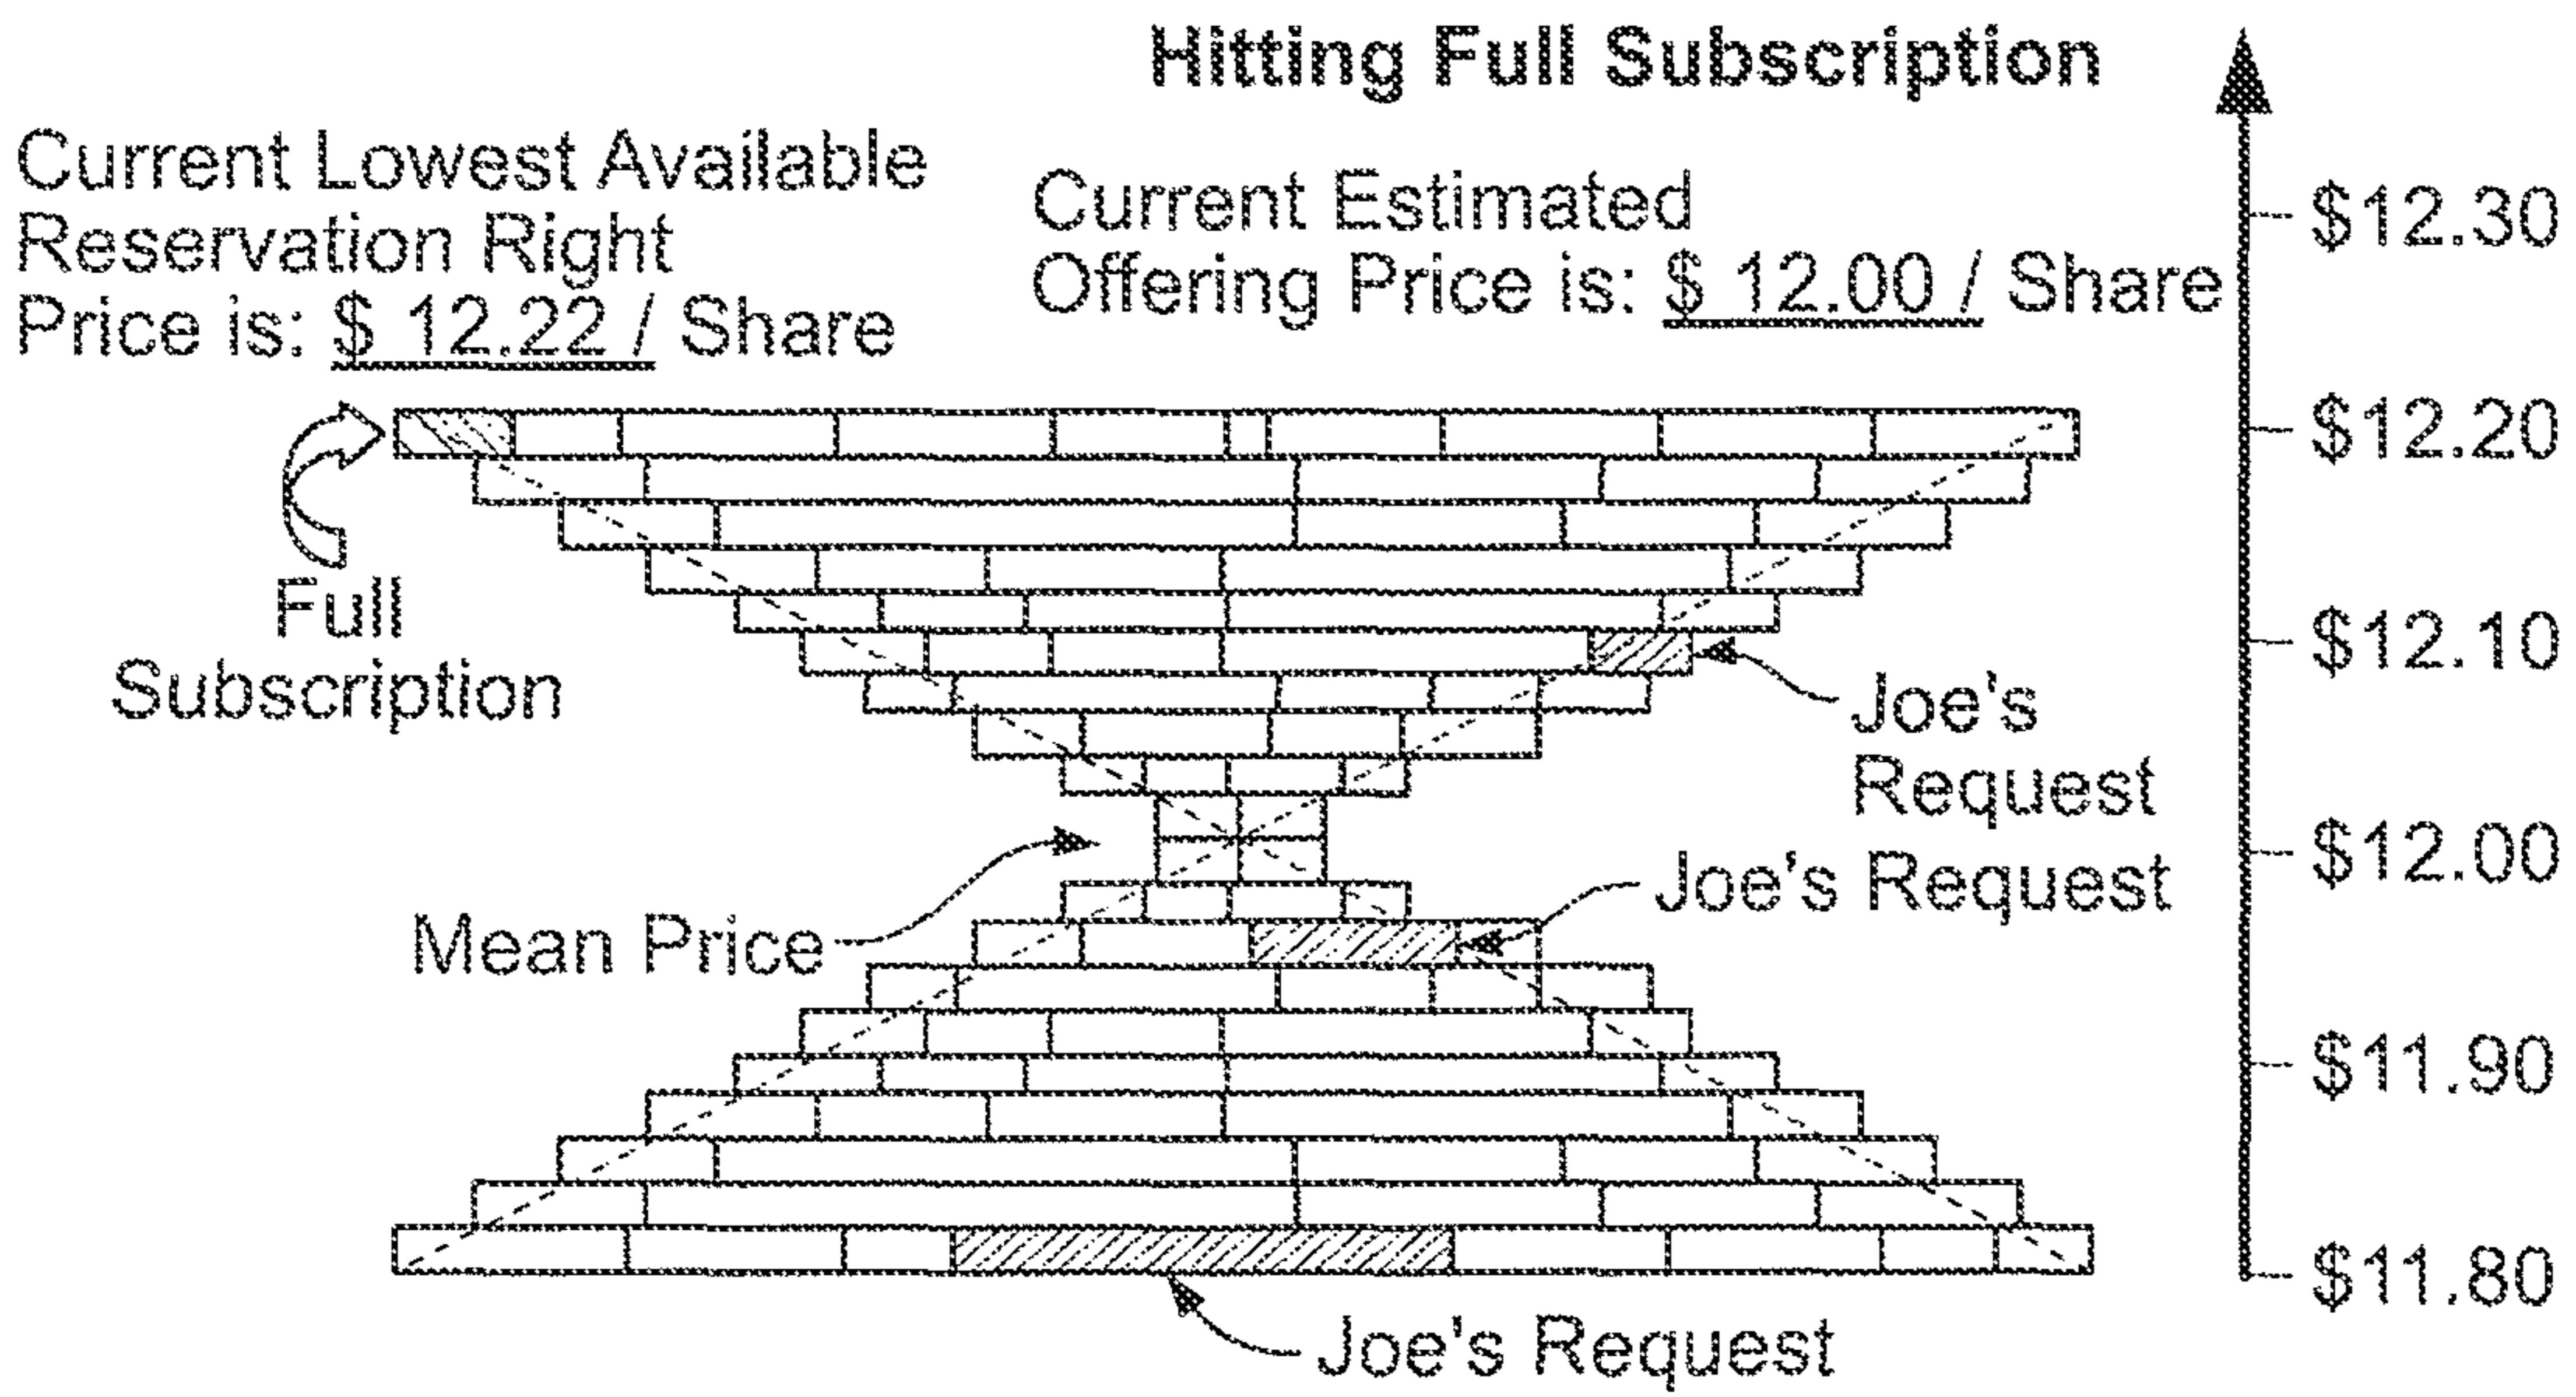 Hitting Full Subscription
Current Lowest Available
Reservation Right
Price is: $ 12.22 / Share
Current Estimated
Offering Price is: $ 12.00 / Share
$12.30
$12.20
Full
Subscription
$12.10
Joe's
Request
$12.00
Joe's Request
Mean Price
$11.90
$11.80
Joe's Request